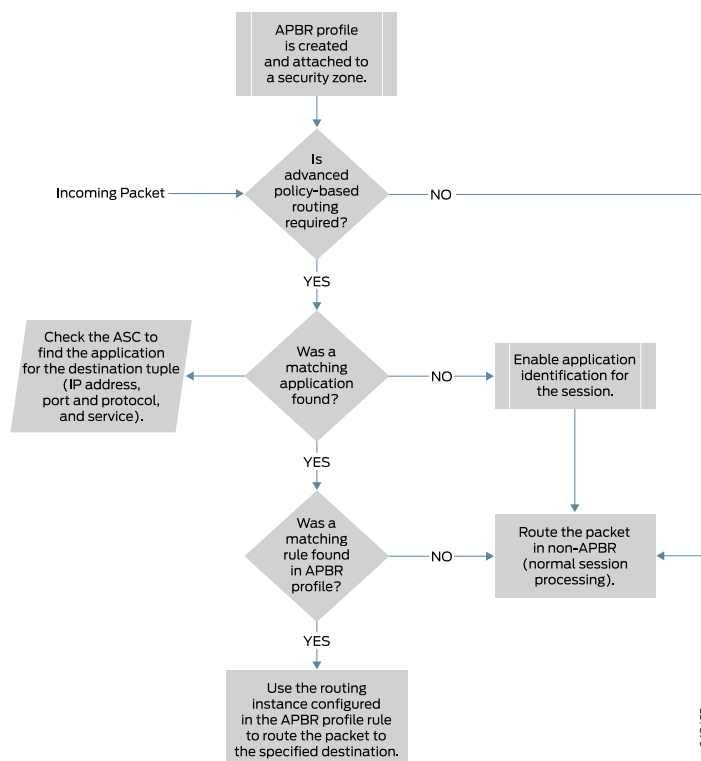 APBR profile
is created
and attached to
a security zone.
Is
advanced
policy-based
routing
required?
Incoming Packet
NO
YES
Check the ASC to
find the application
for the destination tuple
(IP address,
port and protocol,
and service).
Was a
matching
application
found?
NO
Enable application
identification for
the session.
YES
Was a
matching
rule found
in APBR
profile?
NO
Route the packet
in non-APBR
(normal session
processing).
YES
Use the routing
instance configured
in the APBR profile rule
to route the packet to
the specified destination.